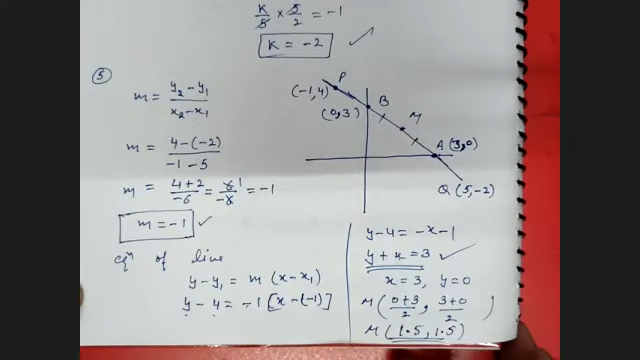 K/5 × 5/2 = -1
K = -2
5
m = y2-y1/x2-x1
m = 4-(-2)/-1-5
m = 4+2/-6 = 6/-6 = -1
m = -1
eqn of line
y-y1 = m (x-x1)
y-4 = -1 [x-(-1)]
P
(-1,4)
B
(0,3)
M
A (3,0)
Q (5,-2)
y-4 = -x-1
y+x = 3
x = 3, y = 0
M (0+3/2, 3+0/2)
M (1.5, 1.5)